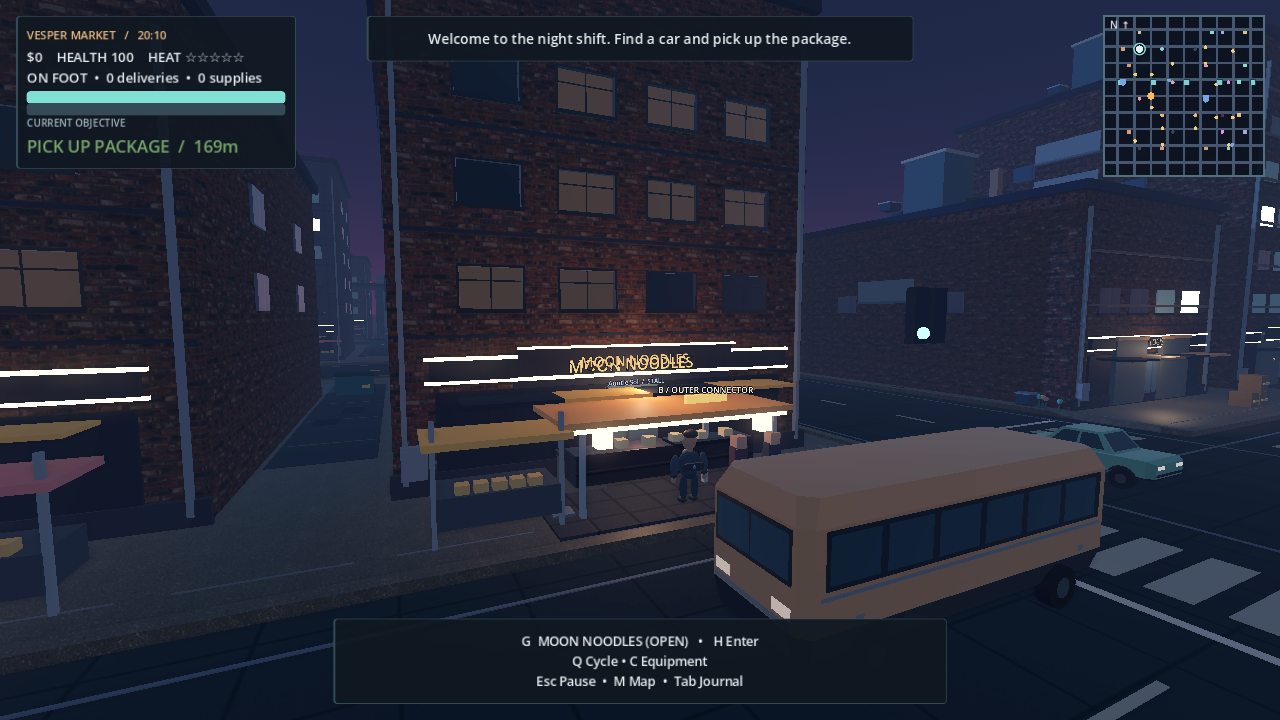 VESPER MARKET / 20:10
$0 HEALTH 100 HEAT ☆☆☆☆☆
ON FOOT • 0 deliveries • 0 supplies
CURRENT OBJECTIVE
PICK UP PACKAGE / 169m
Welcome to the night shift. Find a car and pick up the package.
N ↑
MOON NOODLES
MOON NOODLES
B / OUTER CONNECTOR
G MOON NOODLES (OPEN) • H Enter
Q Cycle • C Equipment
Esc Pause • M Map • Tab Journal